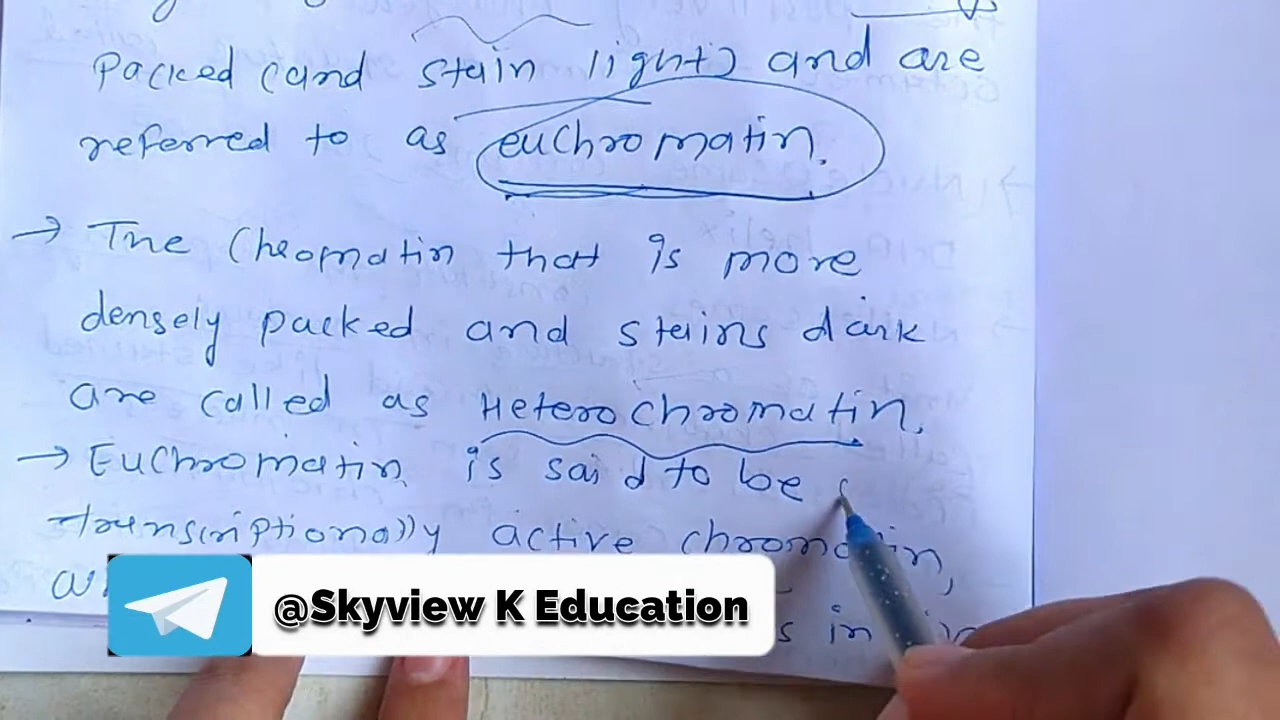 Packed (and stain light) and are
referred to as euchromatin.
→ The Chromatin that is more
densely packed and stains dark
are called as Heterochromatin.
→ Euchromatin is said to be
transcriptionally active chromatin,
@Skyview K Education
in